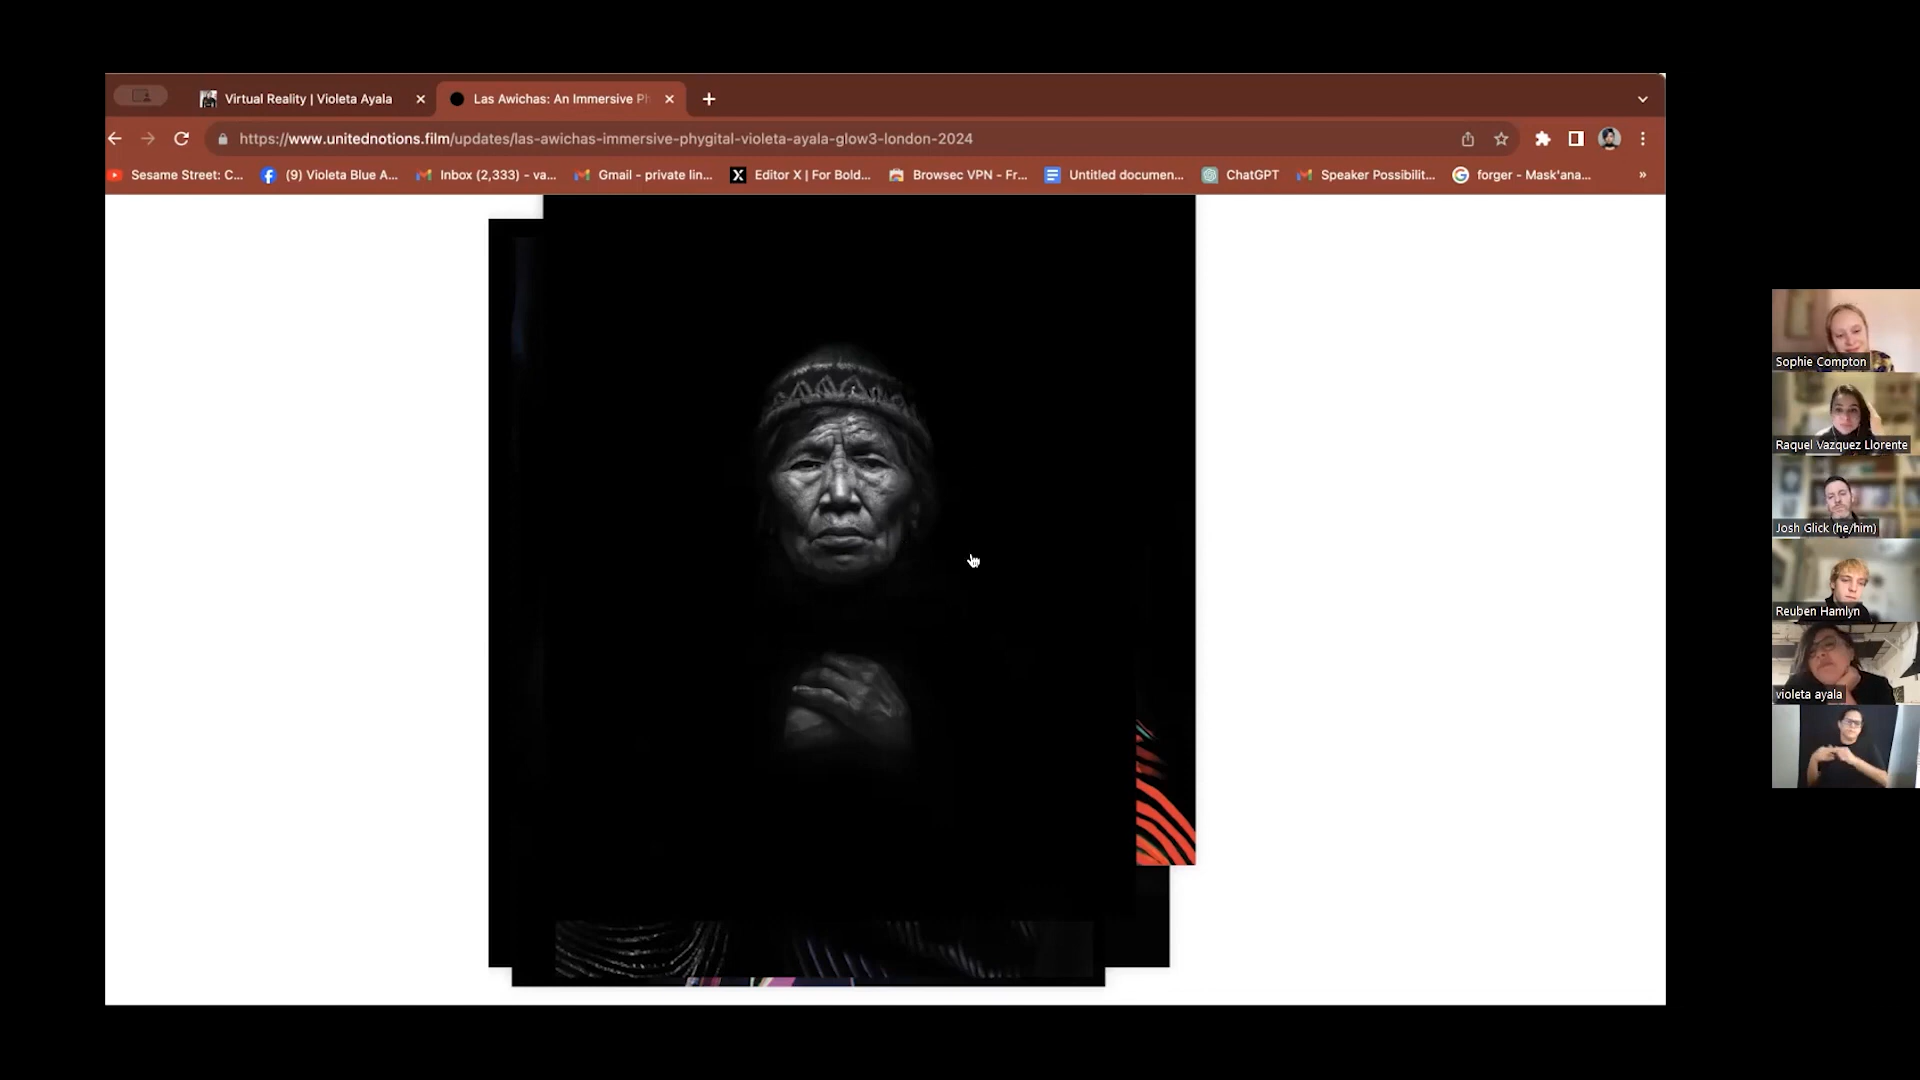 Virtual Reality | Violeta Ayala
Las Awichas: An Immersive Ph
https://www.unitednotions.film/updates/las-awichas-immersive-phygital-violeta-ayala-glow3-london-2024
Sesame Street: C...
(9) Violeta Blue A...
Inbox (2,333) - va...
Gmail - private lin...
Editor X | For Bold...
Browsec VPN - Fr...
Untitled documen...
ChatGPT
Speaker Possibilit...
forger - Mask'ana...
»
Sophie Compton
Raquel Vazquez Llorente
Josh Glick (he/him)
Reuben Hamlyn
violeta ayala